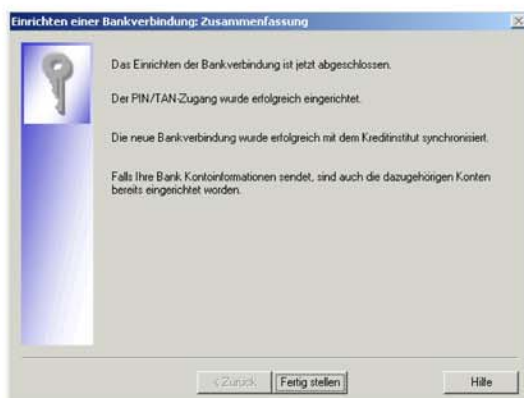 Einrichten einer Bankverbindung: Zusammenfassung
Das Einrichten der Bankverbindung ist jetzt abgeschlossen.
Der PIN/TAN-Zugang wurde erfolgreich eingerichtet.
Die neue Bankverbindung wurde erfolgreich mit dem Kreditinstitut synchronisiert.
Falls Ihre Bank Kontoinformationen sendet, sind auch die dazugehörigen Konten
bereits eingerichtet worden.
< Zurück
Fertig stellen
Hilfe